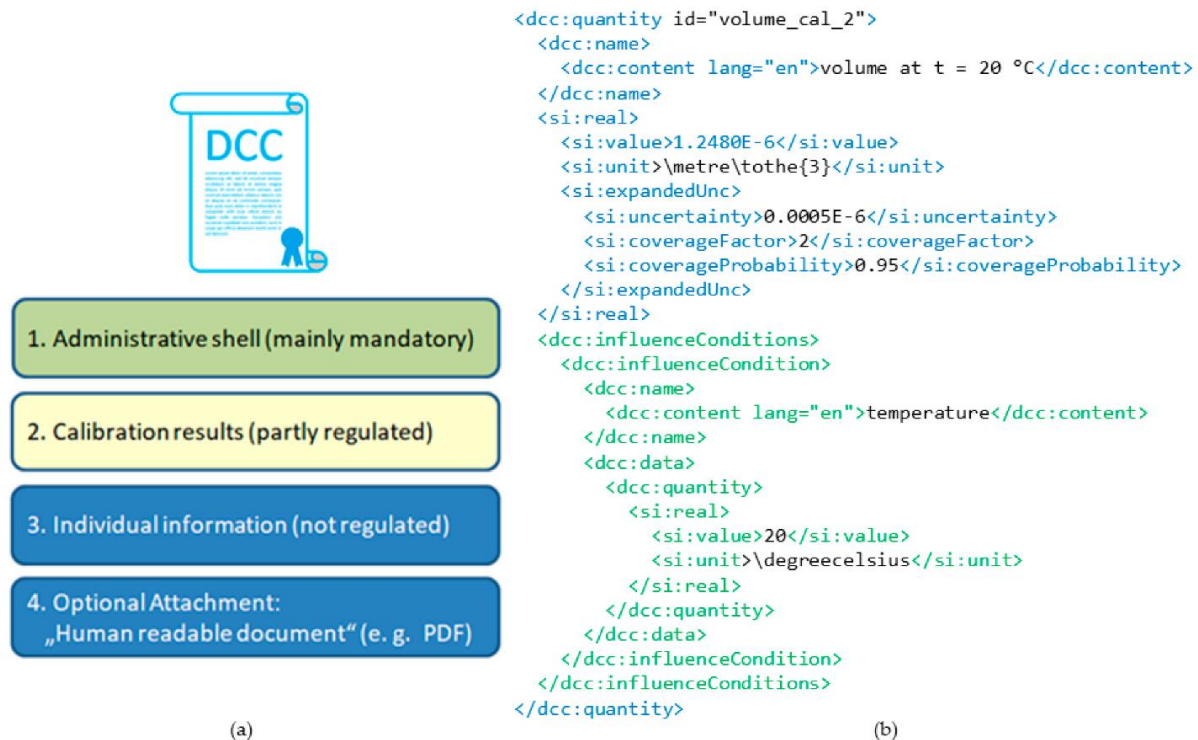 DCC
1. Administrative shell (mainly mandatory)
2. Calibration results (partly regulated)
3. Individual information (not regulated)
4. Optional Attachment:
„Human readable document“ (e. g. PDF)
(a)
<dcc:quantity id="volume_cal_2">
<dcc:name>
<dcc:content lang="en">volume at t = 20 °C</dcc:content>
</dcc:name>
<si:real>
<si:value>1.2480E-6</si:value>
<si:unit>\metre\tothe{3}</si:unit>
<si:expandedUnc>
<si:uncertainty>0.0005E-6</si:uncertainty>
<si:coverageFactor>2</si:coverageFactor>
<si:coverageProbability>0.95</si:coverageProbability>
</si:expandedUnc>
</si:real>
<dcc:influenceConditions>
<dcc:influenceCondition>
<dcc:name>
<dcc:content lang="en">temperature</dcc:content>
</dcc:name>
<dcc:data>
<dcc:quantity>
<si:real>
<si:value>20</si:value>
<si:unit>\degreecelsius</si:unit>
</si:real>
</dcc:quantity>
</dcc:data>
</dcc:influenceCondition>
</dcc:influenceConditions>
</dcc:quantity>
(b)